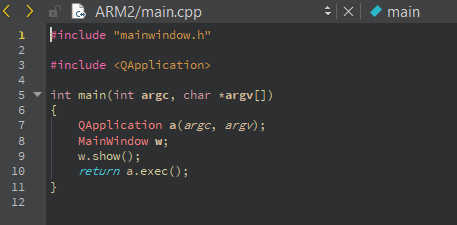 ARM2/main.cpp
main
1 #include "mainwindow.h"
2
3 #include <QApplication>
4
5 int main(int argc, char *argv[])
6 {
7 QApplication a(argc, argv);
8 MainWindow w;
9 w.show();
10 return a.exec();
11 }
12